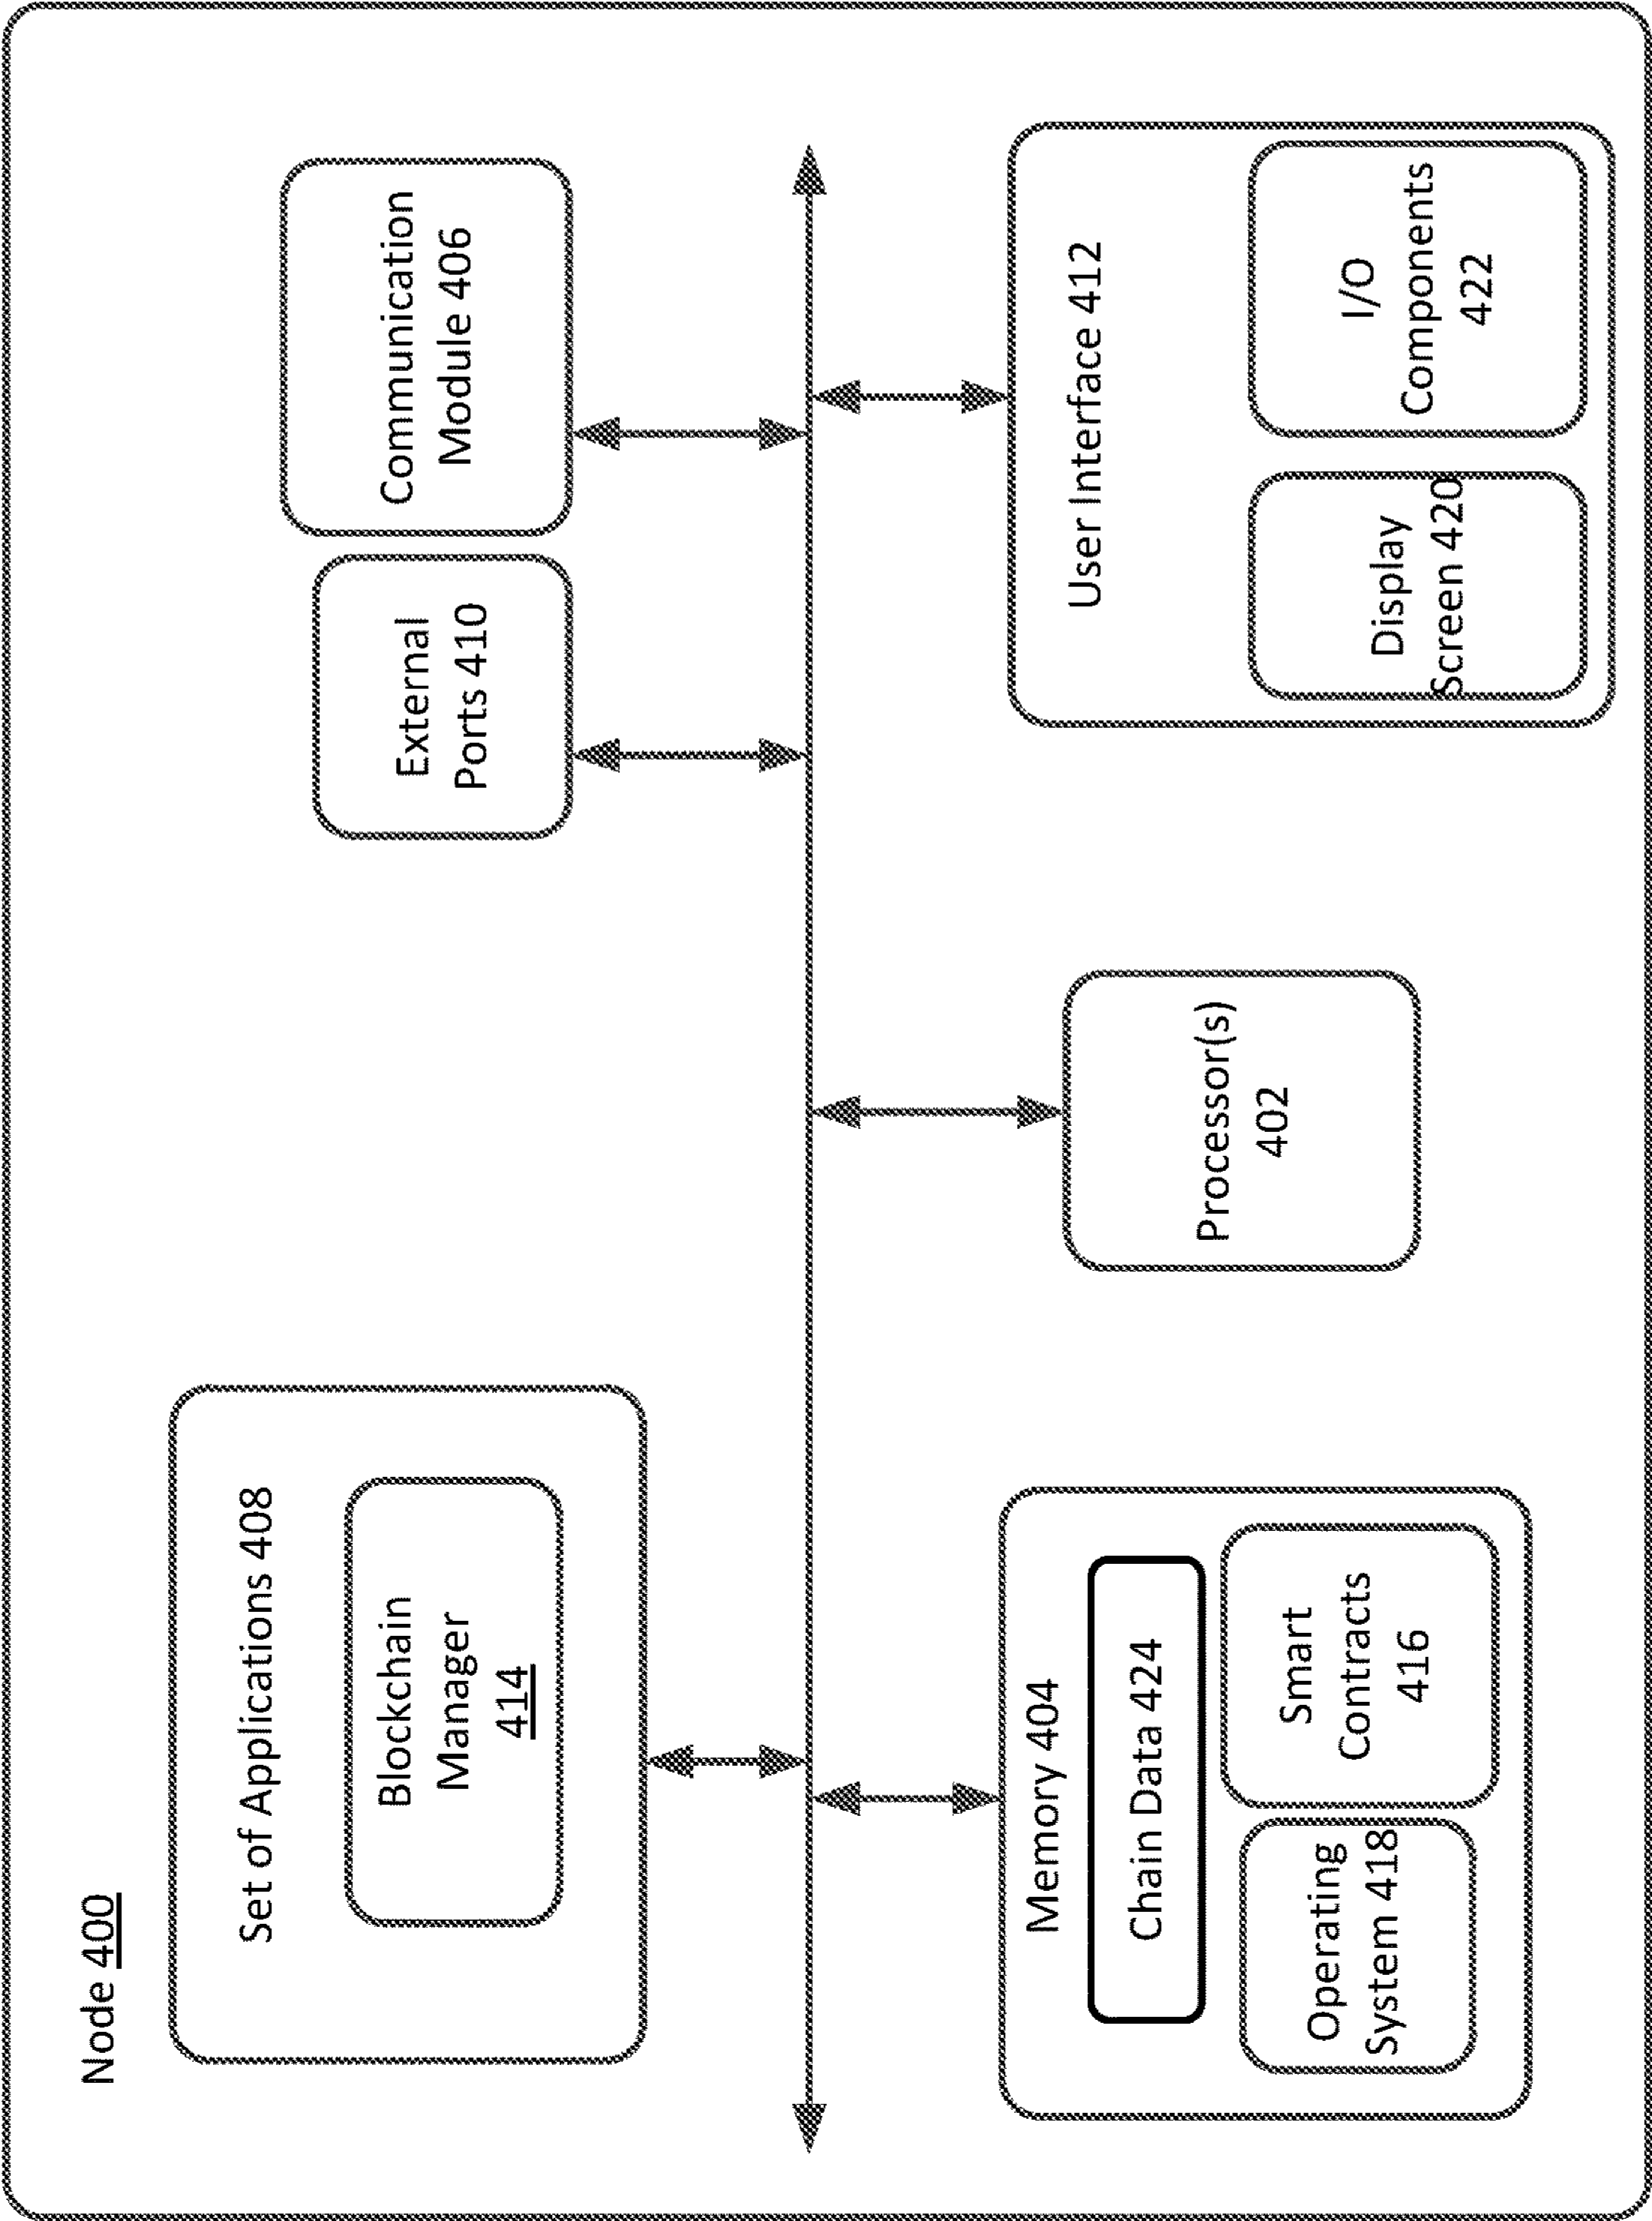 Node 400
Set of Applications 408
Blockchain
Manager
414
External
Ports 410
Communication
Module 406
Memory 404
Chain Data 424
Operating
System 418
Smart
Contracts
416
Processor(s)
402
User Interface 412
Display
Screen 420
I/O
Components
422